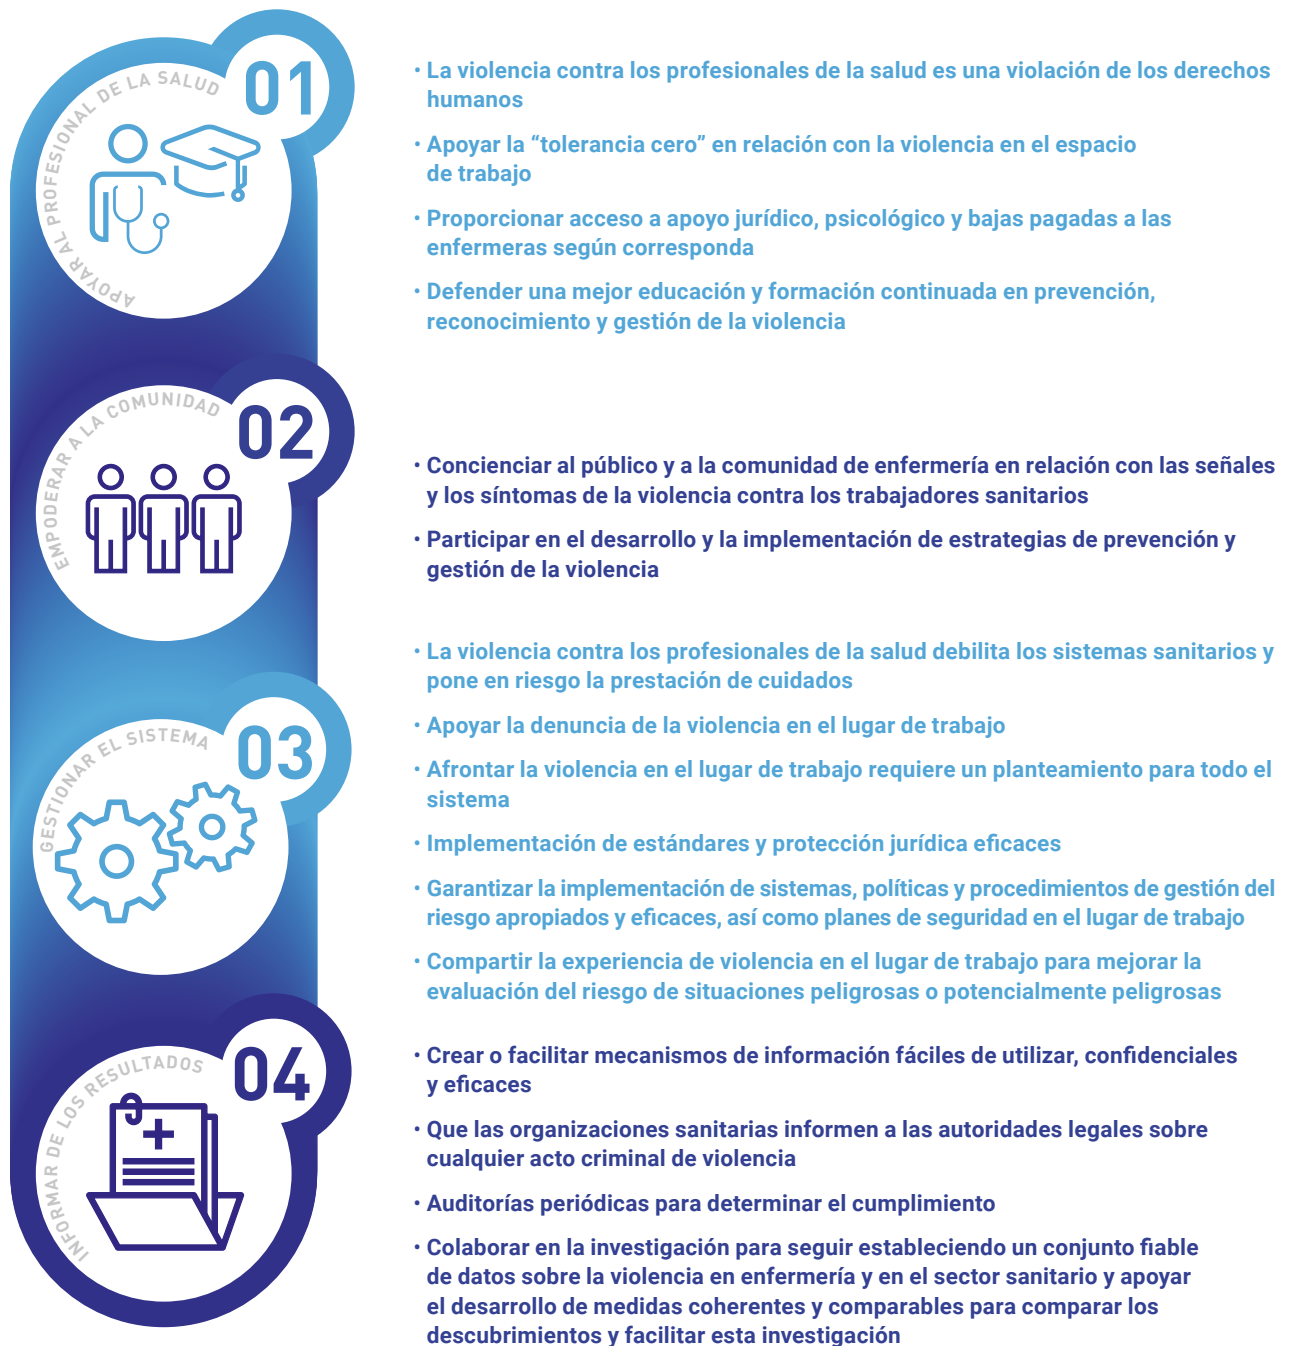 APOYAR AL PROFESIONAL DE LA SALUD
01
· La violencia contra los profesionales de la salud es una violación de los derechos
humanos
· Apoyar la “tolerancia cero” en relación con la violencia en el espacio
de trabajo
· Proporcionar acceso a apoyo jurídico, psicológico y bajas pagadas a las
enfermeras según corresponda
· Defender una mejor educación y formación continuada en prevención,
reconocimiento y gestión de la violencia
EMPODERAR A LA COMUNIDAD
02
· Concienciar al público y a la comunidad de enfermería en relación con las señales
y los síntomas de la violencia contra los trabajadores sanitarios
· Participar en el desarrollo y la implementación de estrategias de prevención y
gestión de la violencia
GESTIONAR EL SISTEMA
03
· La violencia contra los profesionales de la salud debilita los sistemas sanitarios y
pone en riesgo la prestación de cuidados
· Apoyar la denuncia de la violencia en el lugar de trabajo
· Afrontar la violencia en el lugar de trabajo requiere un planteamiento para todo el
sistema
· Implementación de estándares y protección jurídica eficaces
· Garantizar la implementación de sistemas, políticas y procedimientos de gestión del
riesgo apropiados y eficaces, así como planes de seguridad en el lugar de trabajo
· Compartir la experiencia de violencia en el lugar de trabajo para mejorar la
evaluación del riesgo de situaciones peligrosas o potencialmente peligrosas
INFORMAR DE LOS RESULTADOS
04
· Crear o facilitar mecanismos de información fáciles de utilizar, confidenciales
y eficaces
· Que las organizaciones sanitarias informen a las autoridades legales sobre
cualquier acto criminal de violencia
· Auditorías periódicas para determinar el cumplimiento
· Colaborar en la investigación para seguir estableciendo un conjunto fiable
de datos sobre la violencia en enfermería y en el sector sanitario y apoyar
el desarrollo de medidas coherentes y comparables para comparar los
descubrimientos y facilitar esta investigación